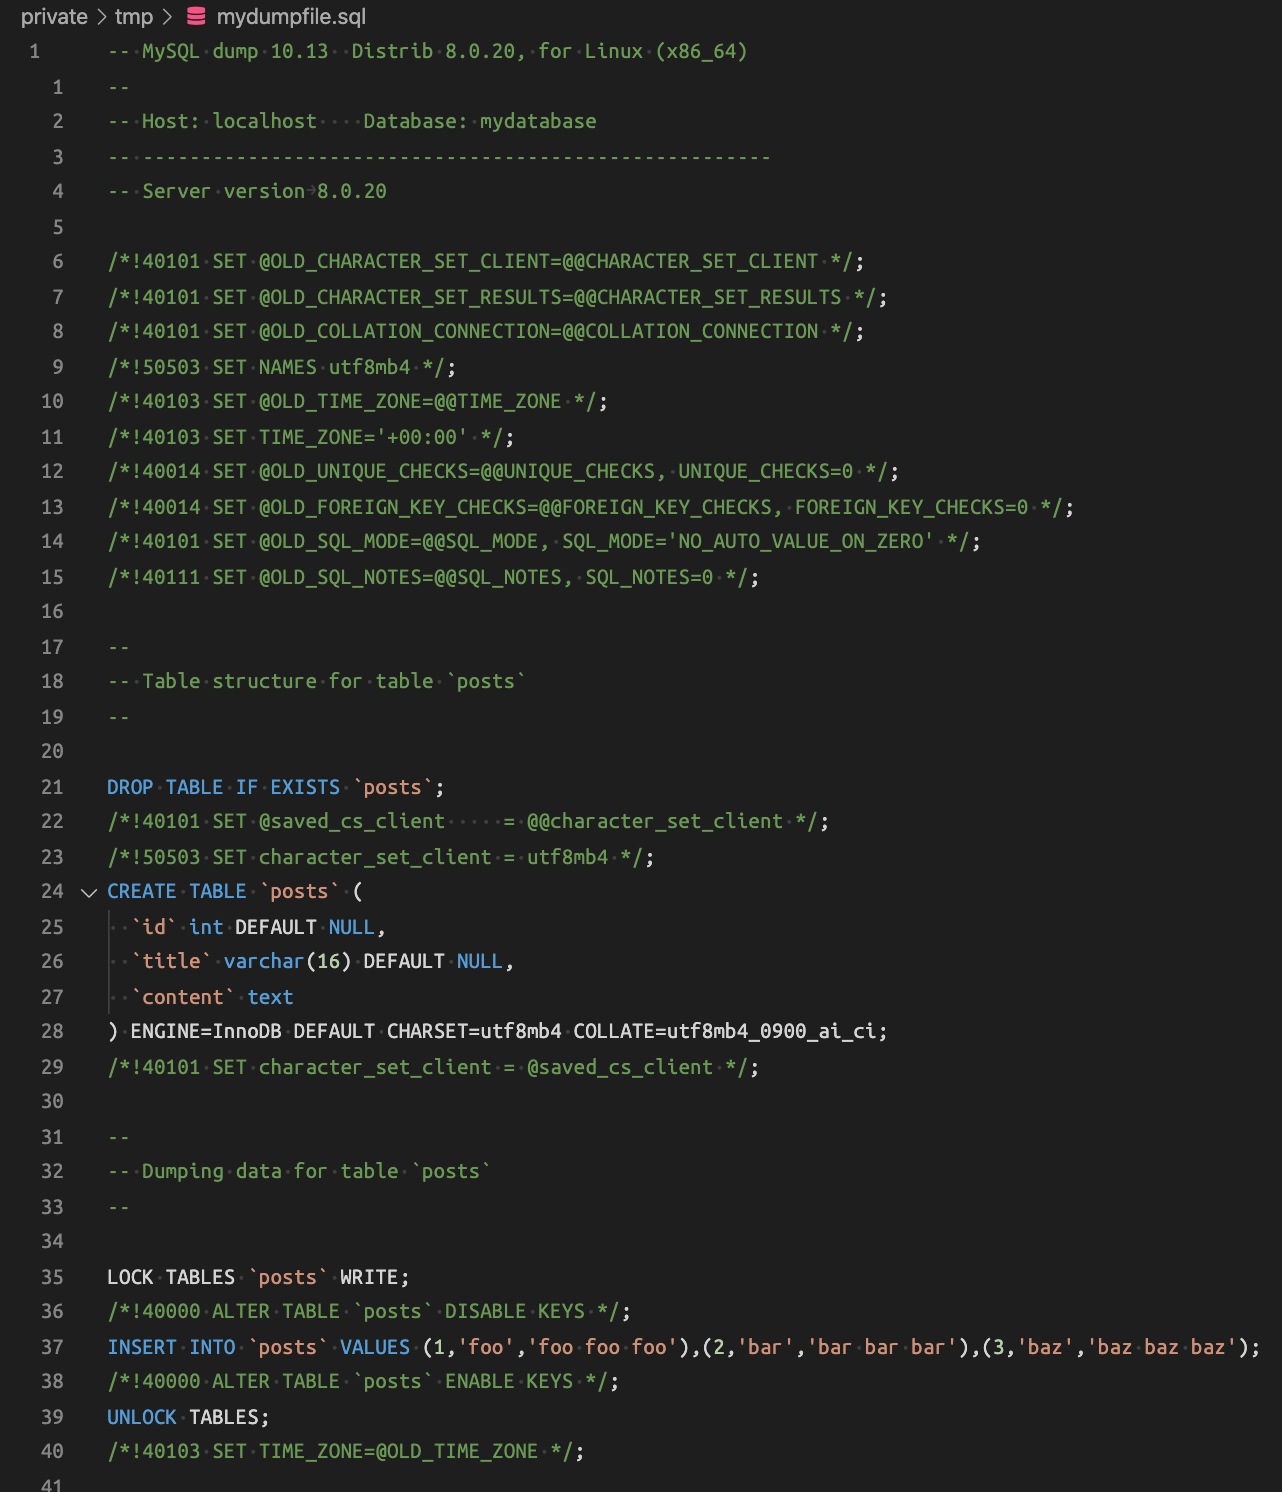 private > tmp > mydumpfile.sql
1 -- MySQL dump 10.13  Distrib 8.0.20, for Linux (x86_64)
1 --
2 -- Host: localhost    Database: mydatabase
3 -- ------------------------------------------------------
4 -- Server version	8.0.20
5
6 /*!40101 SET @OLD_CHARACTER_SET_CLIENT=@@CHARACTER_SET_CLIENT */;
7 /*!40101 SET @OLD_CHARACTER_SET_RESULTS=@@CHARACTER_SET_RESULTS */;
8 /*!40101 SET @OLD_COLLATION_CONNECTION=@@COLLATION_CONNECTION */;
9 /*!50503 SET NAMES utf8mb4 */;
10 /*!40103 SET @OLD_TIME_ZONE=@@TIME_ZONE */;
11 /*!40103 SET TIME_ZONE='+00:00' */;
12 /*!40014 SET @OLD_UNIQUE_CHECKS=@@UNIQUE_CHECKS, UNIQUE_CHECKS=0 */;
13 /*!40014 SET @OLD_FOREIGN_KEY_CHECKS=@@FOREIGN_KEY_CHECKS, FOREIGN_KEY_CHECKS=0 */;
14 /*!40101 SET @OLD_SQL_MODE=@@SQL_MODE, SQL_MODE='NO_AUTO_VALUE_ON_ZERO' */;
15 /*!40111 SET @OLD_SQL_NOTES=@@SQL_NOTES, SQL_NOTES=0 */;
16
17 --
18 -- Table structure for table `posts`
19 --
20
21 DROP TABLE IF EXISTS `posts`;
22 /*!40101 SET @saved_cs_client     = @@character_set_client */;
23 /*!50503 SET character_set_client = utf8mb4 */;
24 CREATE TABLE `posts` (
25   `id` int DEFAULT NULL,
26   `title` varchar(16) DEFAULT NULL,
27   `content` text
28 ) ENGINE=InnoDB DEFAULT CHARSET=utf8mb4 COLLATE=utf8mb4_0900_ai_ci;
29 /*!40101 SET character_set_client = @saved_cs_client */;
30
31 --
32 -- Dumping data for table `posts`
33 --
34
35 LOCK TABLES `posts` WRITE;
36 /*!40000 ALTER TABLE `posts` DISABLE KEYS */;
37 INSERT INTO `posts` VALUES (1,'foo','foo foo foo'),(2,'bar','bar bar bar'),(3,'baz','baz baz baz');
38 /*!40000 ALTER TABLE `posts` ENABLE KEYS */;
39 UNLOCK TABLES;
40 /*!40103 SET TIME_ZONE=@OLD_TIME_ZONE */;
41